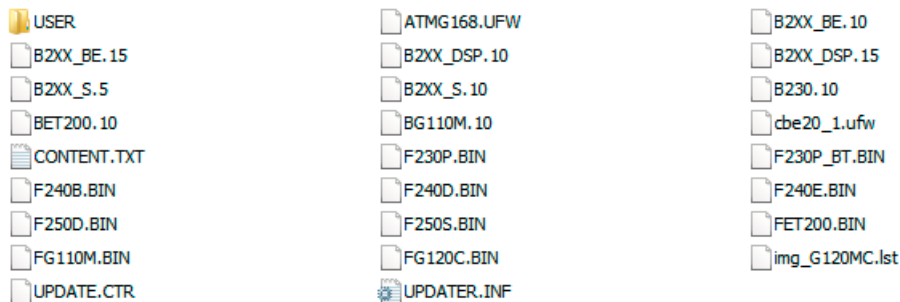 USER ATMG168.UFW B2XX_BE.10
B2XX_BE.15 B2XX_DSP.10 B2XX_DSP.15
B2XX_S.5 B2XX_S.10 B230.10
BET200.10 BG110M.10 cbe20_1.ufw
CONTENT.TXT F230P.BIN F230P_BT.BIN
F240B.BIN F240D.BIN F240E.BIN
F250D.BIN F250S.BIN FET200.BIN
FG110M.BIN FG120C.BIN img_G120MC.lst
UPDATE.CTR UPDATER.INF